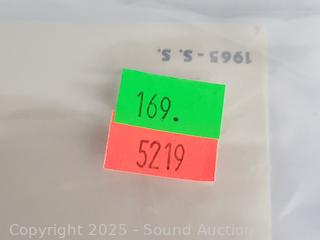 1965 - S. S.
169.
5219
Copyright 2025 - Sound Auction